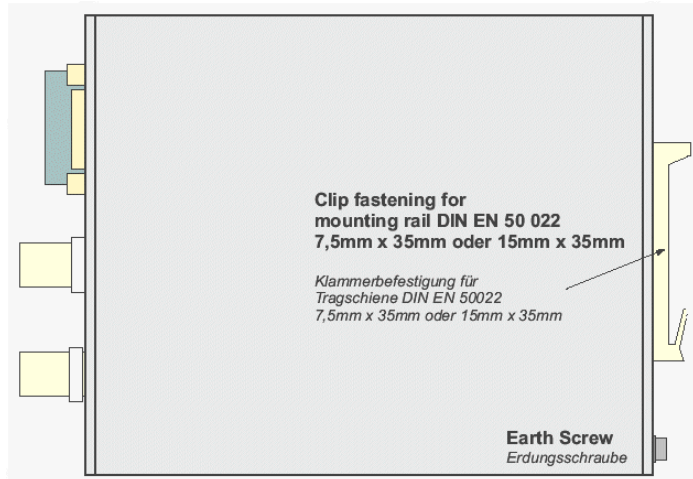 Clip fastening for
mounting rail DIN EN 50 022
7,5mm x 35mm oder 15mm x 35mm
Klammerbefestigung für
Tragschiene DIN EN 50022
7,5mm x 35mm oder 15mm x 35mm
Earth Screw
Erdungsschraube